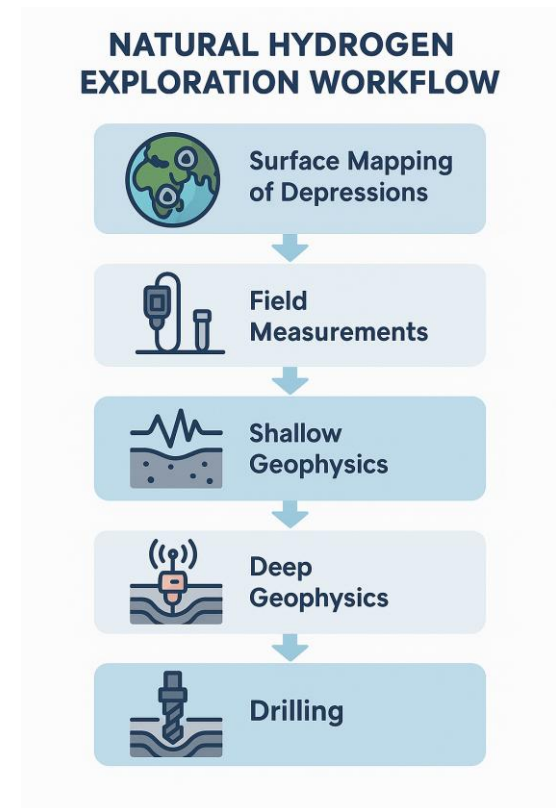 NATURAL HYDROGEN
EXPLORATION WORKFLOW
Surface Mapping
of Depressions
Field
Measurements
Shallow
Geophysics
Deep
Geophysics
Drilling